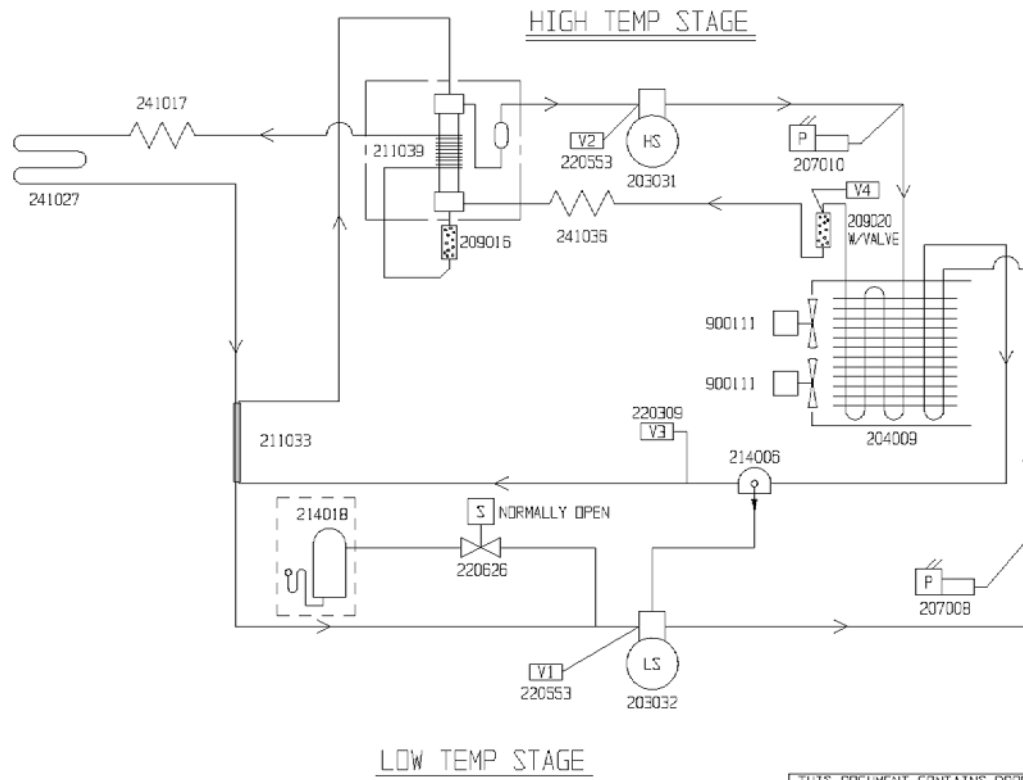 HIGH TEMP STAGE
241017
241027
211039
209016
V2
220553
HS
203031
P
207010
V4
209020
W/VALVE
241036
900111
900111
204009
220309
V3
214006
211033
214018
S
NORMALLY OPEN
220626
P
207008
V1
220553
LS
203032
LOW TEMP STAGE